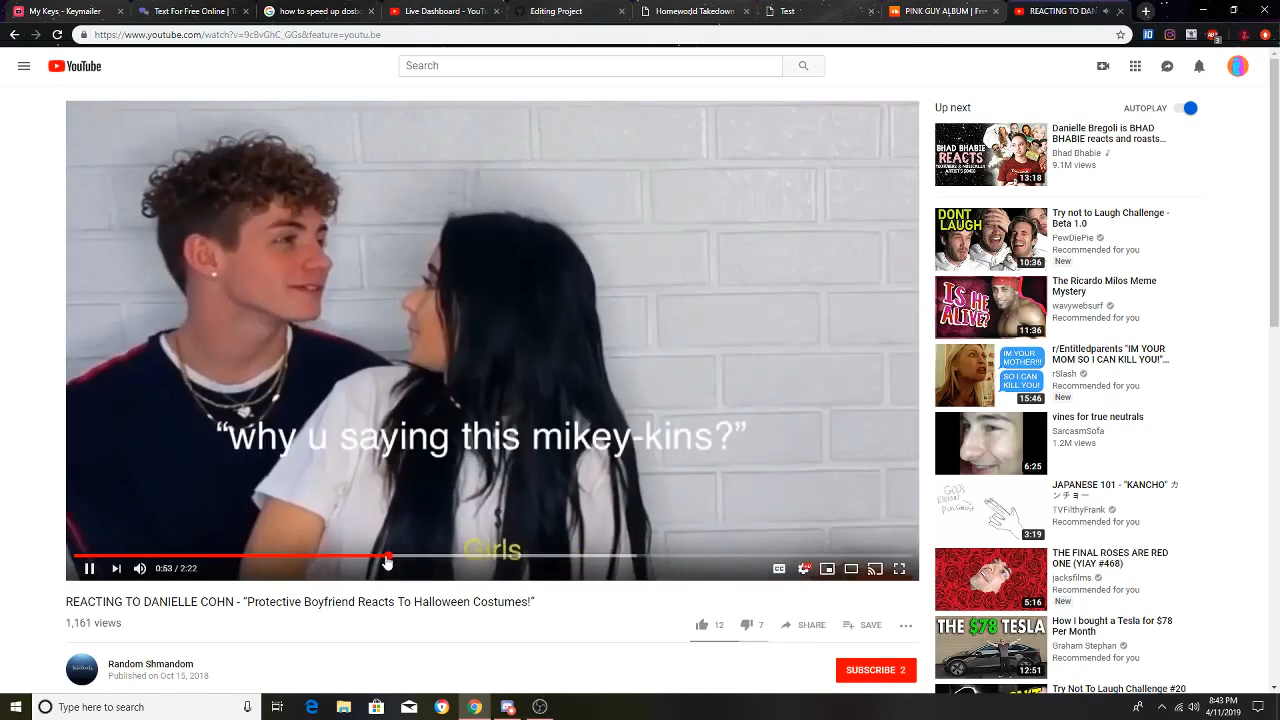 My Keys - Keymaster
Text For Free Online | T
how to speed up dosbo
Live Dashboard - YouTu
Editing Project
Homeword Takedown
Test
PINK GUY ALBUM | Fre
REACTING TO DAN
https://www.youtube.com/watch?v=9cBvGhC_GGs&feature=youtu.be
YouTube
Search
"why u saying this mikey-kins?"
Girls
0:53 / 2:22
CC
HD
REACTING TO DANIELLE COHN - "Protective Boyfriend Reacts To Halloween Costumes!"
1,161 views
12
7
SHARE
SAVE
Random Shmandom
Published on Oct 15, 2018
SUBSCRIBE 2
Up next
AUTOPLAY
BHAD BHABIE
REACTS
13:18
Danielle Bregoli is BHAD
BHABIE reacts and roasts...
Bhad Bhabie
9.1M views
DONT
LAUGH
10:36
Try not to Laugh Challenge -
Beta 1.0
PewDiePie
Recommended for you
New
IS HE
ALIVE?
11:36
The Ricardo Milos Meme
Mystery
wavywebsurf
Recommended for you
IM YOUR
MOTHER!!!
SO I CAN
KILL YOU!
15:46
r/Entitledparents "IM YOUR
MOM SO I CAN KILL YOU!"...
rSlash
Recommended for you
New
6:25
vines for true neutrals
SarcasmSofa
1.2M views
GOD'S
Eternal
Punishment
3:19
JAPANESE 101 - "KANCHO" カ
ンチョー
TVFilthyFrank
Recommended for you
5:16
THE FINAL ROSES ARE RED
ONE (YIAY #468)
jacksfilms
Recommended for you
New
THE $78 TESLA
12:51
How I bought a Tesla for $78
Per Month
Graham Stephan
Recommended for you
Try Not To Laugh Challenge #20
Type here to search
8:43 PM
4/11/2019